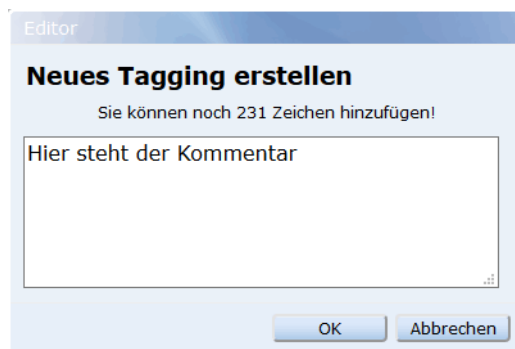 Editor
Neues Tagging erstellen
Sie können noch 231 Zeichen hinzufügen!
Hier steht der Kommentar
OK Abbrechen